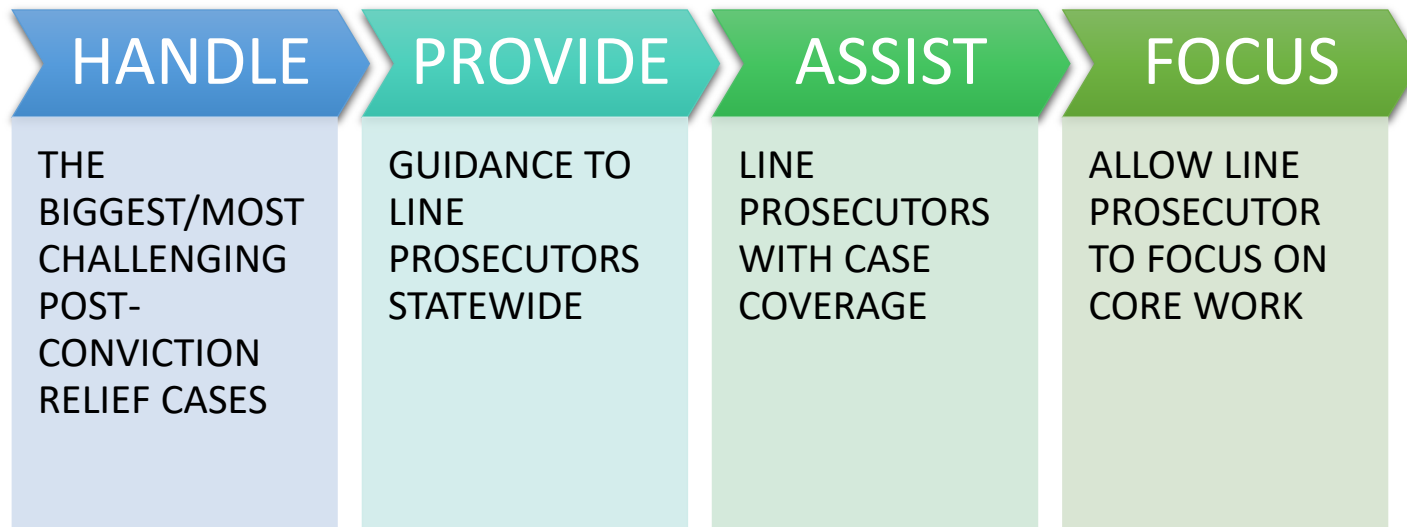 HANDLE
THE
BIGGEST/MOST
CHALLENGING
POST-
CONVICTION
RELIEF CASES
PROVIDE
GUIDANCE TO
LINE
PROSECUTORS
STATEWIDE
ASSIST
LINE
PROSECUTORS
WITH CASE
COVERAGE
FOCUS
ALLOW LINE
PROSECUTOR
TO FOCUS ON
CORE WORK